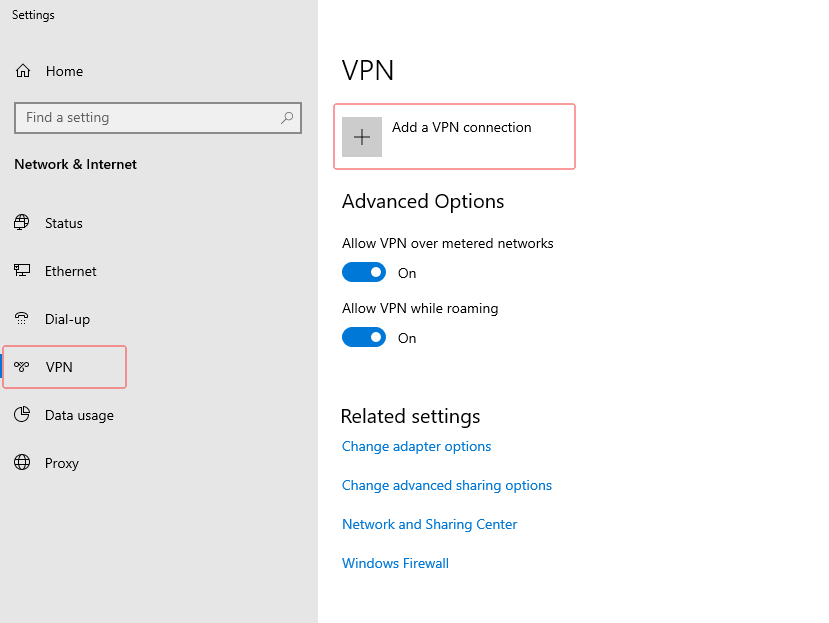 Settings
Home
Find a setting
Network & Internet
Status
Ethernet
Dial-up
VPN
Data usage
Proxy
VPN
Add a VPN connection
Advanced Options
Allow VPN over metered networks
On
Allow VPN while roaming
On
Related settings
Change adapter options
Change advanced sharing options
Network and Sharing Center
Windows Firewall